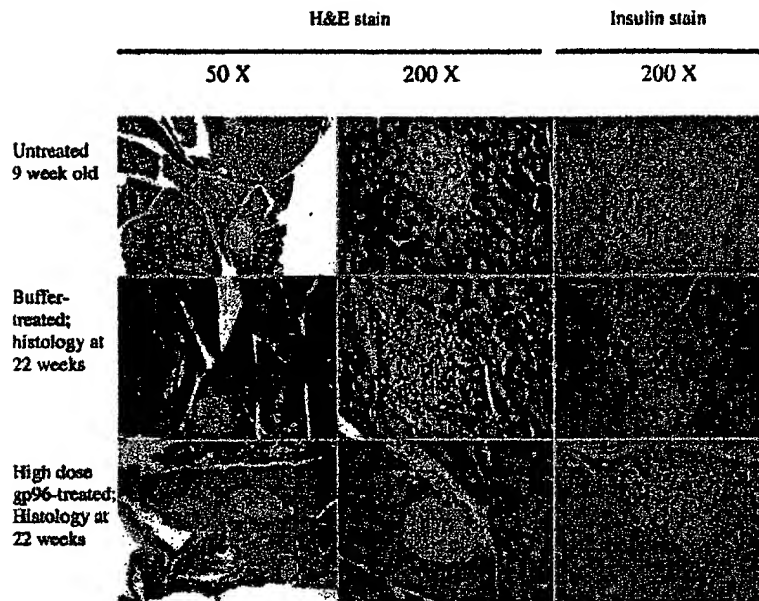 H&E stain
Insulin stain
50 X
200 X
200 X
Untreated
9 week old
Buffer-
treated;
histology at
22 weeks
High dose
gp96-treated;
Histology at
22 weeks